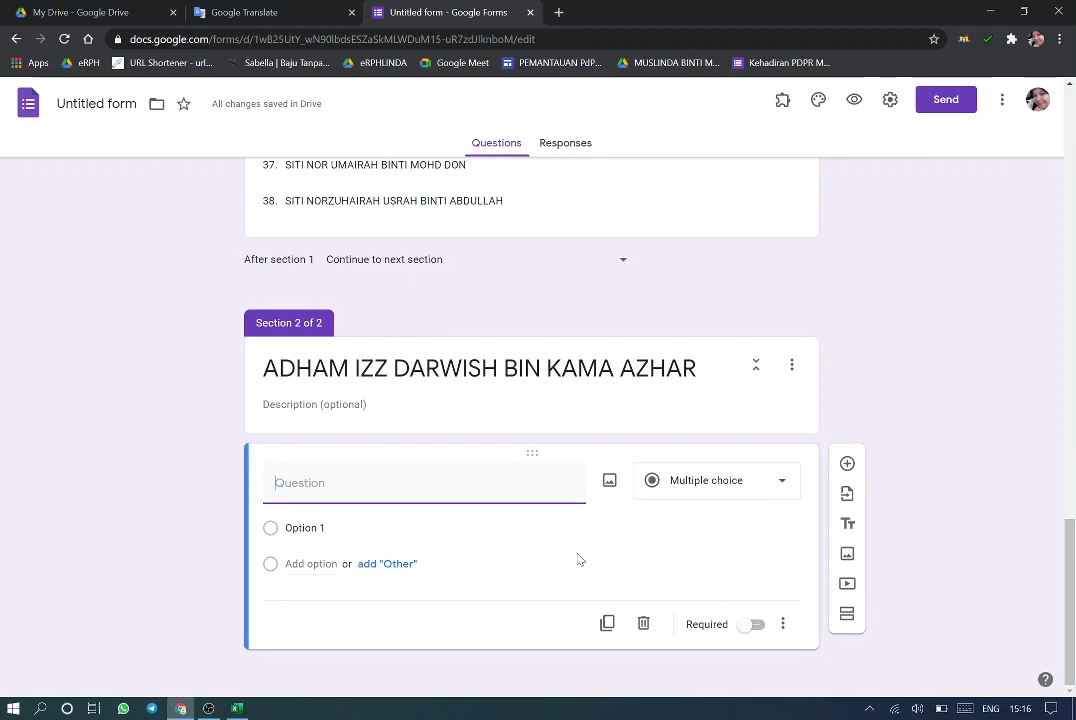 My Drive - Google Drive
Google Translate
Untitled form - Google Forms
docs.google.com/forms/d/1wB25UtY_wN90lbdsESZaSkMLWDuM15-uR7zdJIknboM/edit
Apps
eRPH
URL Shortener - url...
Sabella | Baju Tanpa...
eRPHLINDA
Google Meet
PEMANTAUAN PdP...
MUSLINDA BINTI M...
Kehadiran PDPR M...
Untitled form
All changes saved in Drive
Send
Questions
Responses
37. SITI NOR UMAIRAH BINTI MOHD DON
38. SITI NORZUHAIRAH USRAH BINTI ABDULLAH
After section 1 Continue to next section
Section 2 of 2
ADHAM IZZ DARWISH BIN KAMA AZHAR
Description (optional)
Question
Multiple choice
Option 1
Add option or add "Other"
Required
ENG 15:16